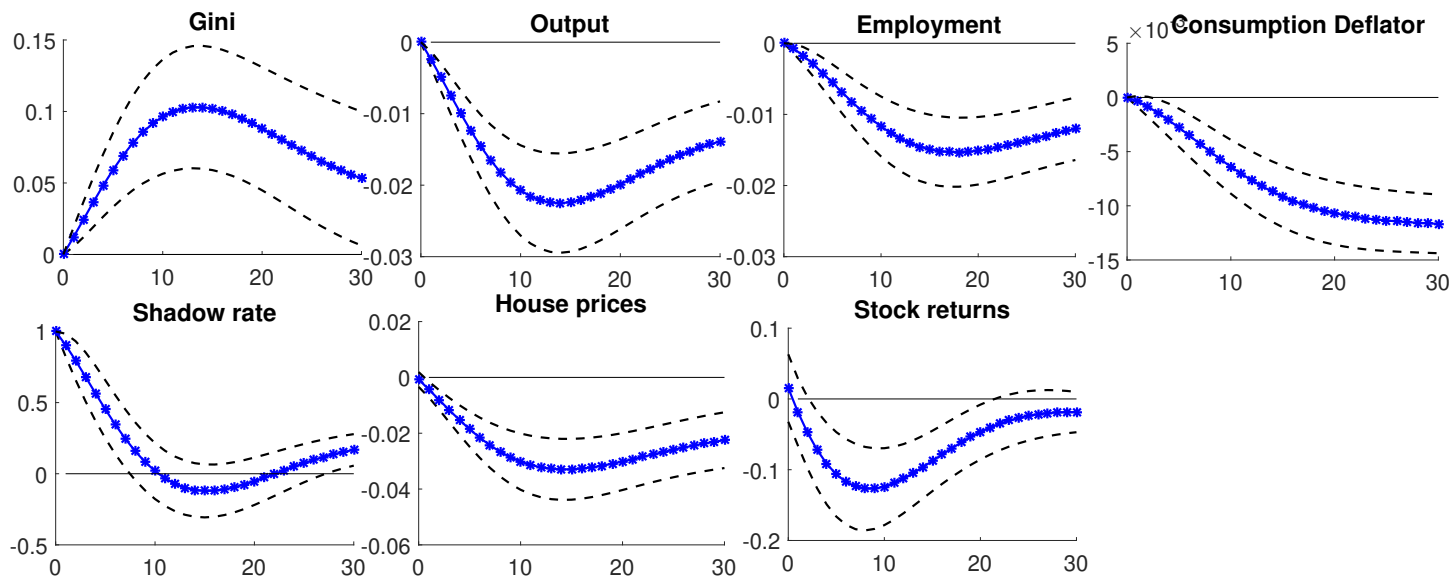 Gini
0.15
0.1
0.05
0
0 10 20 30
Output
0
-0.01
-0.02
-0.03
0 10 20 30
Employment
0
-0.01
-0.02
-0.03
0 10 20 30
Consumption Deflator
×10⁻³
5
0
-5
-10
-15
0 10 20 30
Shadow rate
1
0.5
0
-0.5
0 10 20 30
House prices
0.02
0
-0.02
-0.04
-0.06
0 10 20 30
Stock returns
0.1
0
-0.1
-0.2
0 10 20 30